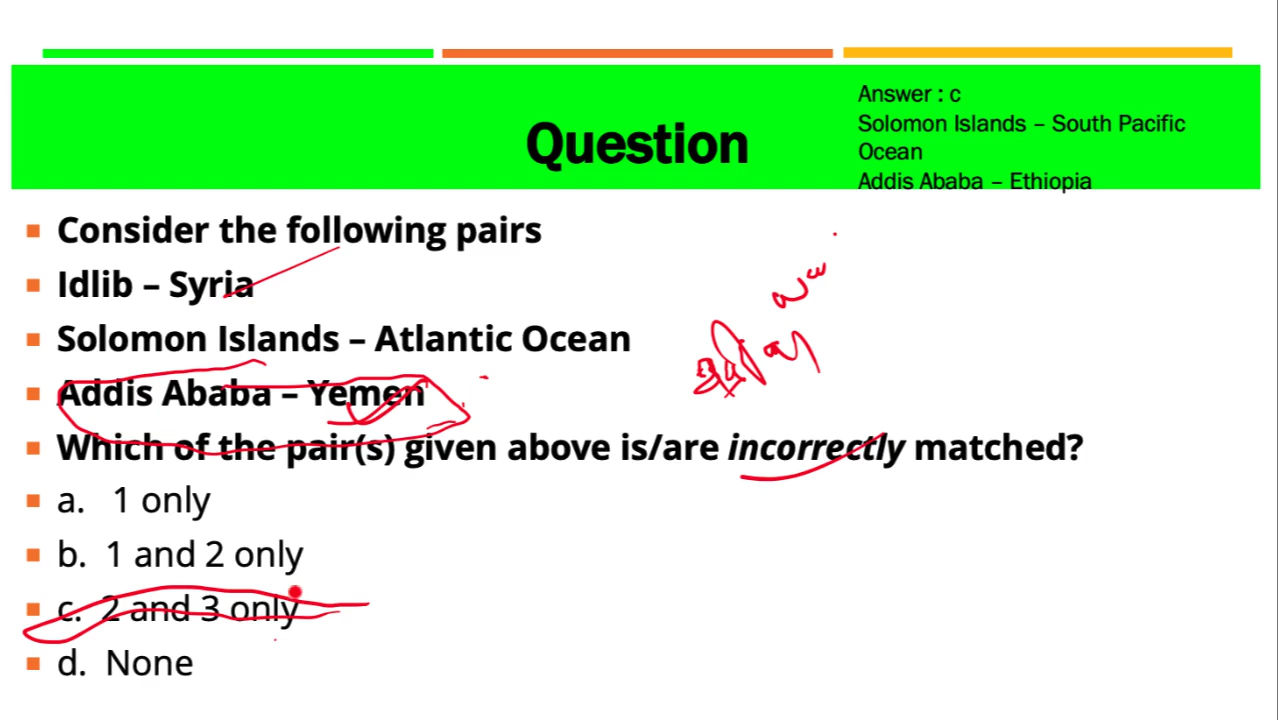 Question
Answer : c
Solomon Islands – South Pacific
Ocean
Addis Ababa – Ethiopia
Consider the following pairs
Idlib – Syria
Solomon Islands – Atlantic Ocean
Addis Ababa – Yemen
Which of the pair(s) given above is/are incorrectly matched?
a. 1 only
b. 1 and 2 only
c. 2 and 3 only
d. None